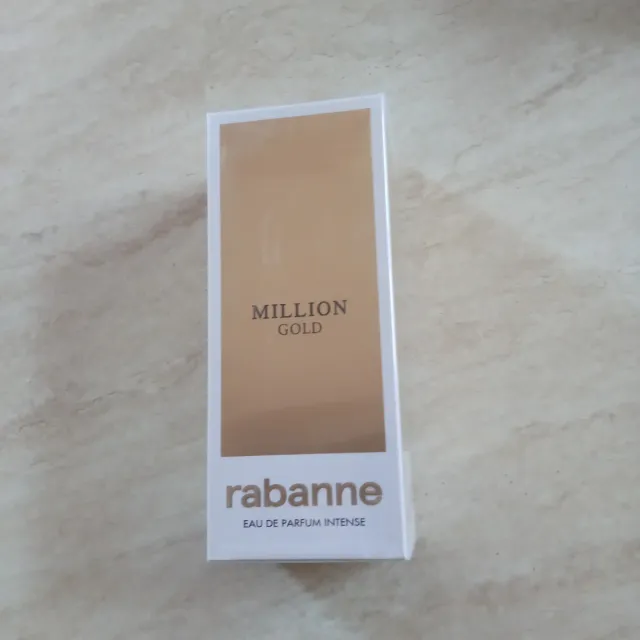 MILLION
GOLD
rabanne
EAU DE PARFUM INTENSE